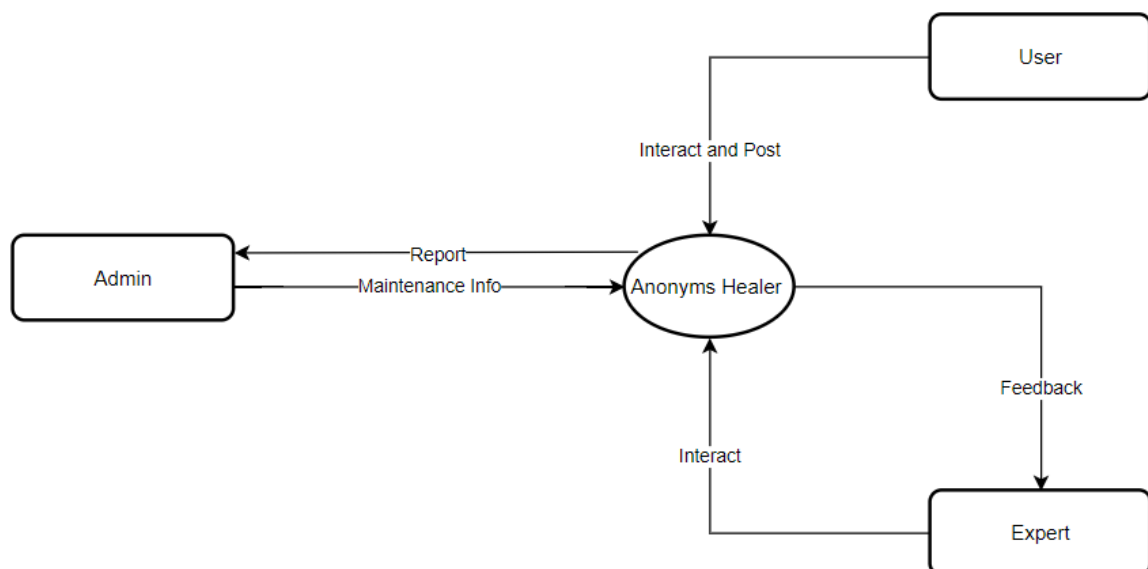 User
Interact and Post
Report
Admin
Maintenance Info
Anonyms Healer
Feedback
Interact
Expert